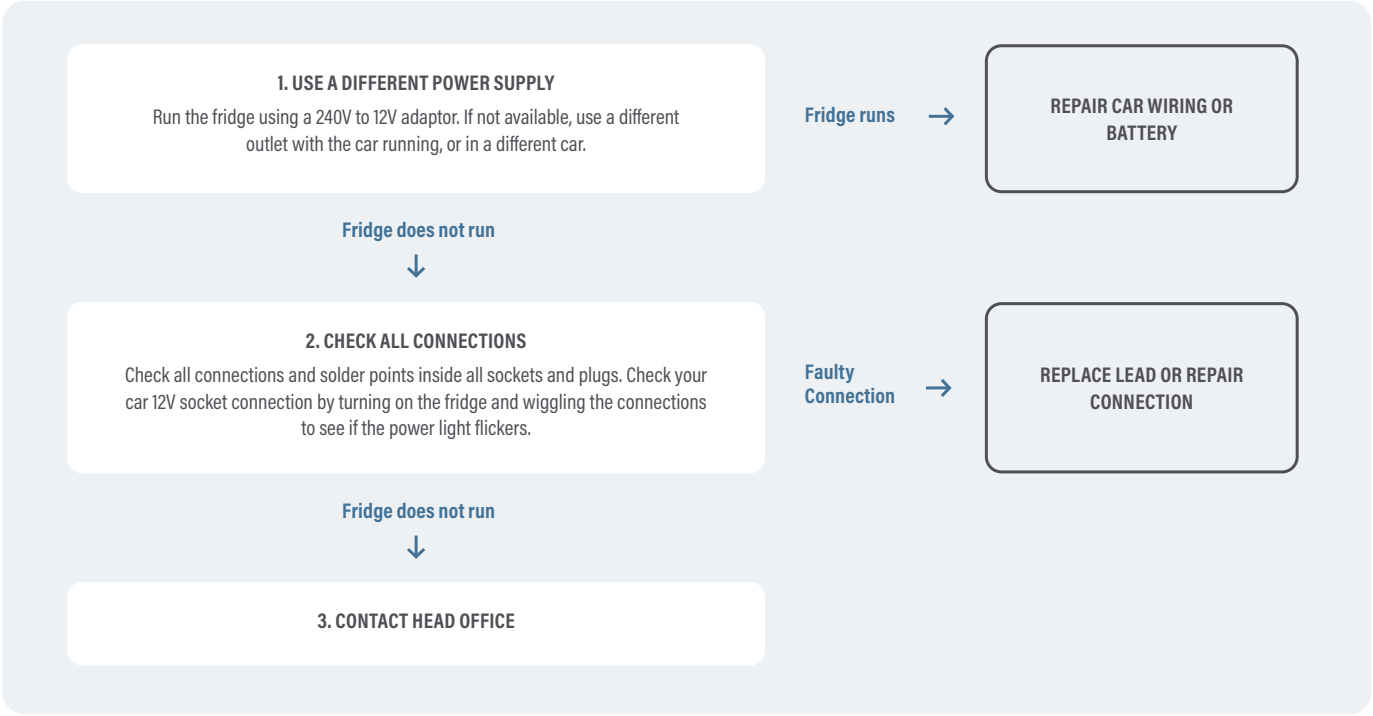 1. USE A DIFFERENT POWER SUPPLY
Run the fridge using a 240V to 12V adaptor. If not available, use a different
outlet with the car running, or in a different car.
Fridge runs →
REPAIR CAR WIRING OR
BATTERY
Fridge does not run
↓
2. CHECK ALL CONNECTIONS
Check all connections and solder points inside all sockets and plugs. Check your
car 12V socket connection by turning on the fridge and wiggling the connections
to see if the power light flickers.
Faulty
Connection →
REPLACE LEAD OR REPAIR
CONNECTION
Fridge does not run
↓
3. CONTACT HEAD OFFICE